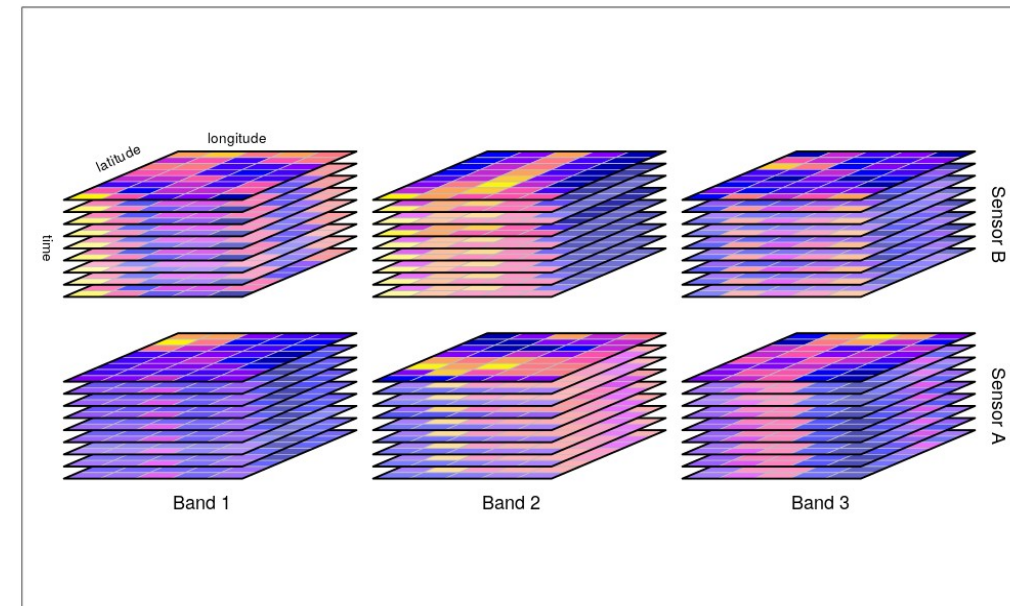 longitude
latitude
time
Sensor B
Sensor A
Band 1
Band 2
Band 3